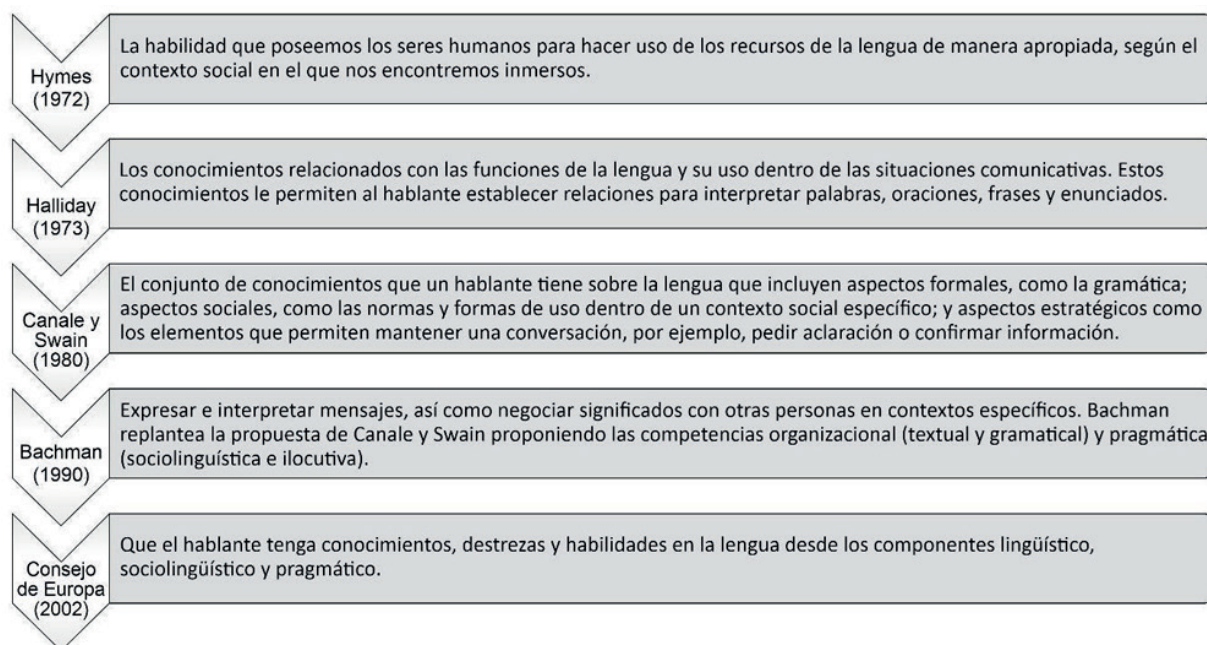 Hymes
(1972)
La habilidad que poseemos los seres humanos para hacer uso de los recursos de la lengua de manera apropiada, según el
contexto social en el que nos encontremos inmersos.
Halliday
(1973)
Los conocimientos relacionados con las funciones de la lengua y su uso dentro de las situaciones comunicativas. Estos
conocimientos le permiten al hablante establecer relaciones para interpretar palabras, oraciones, frases y enunciados.
Canale y
Swain
(1980)
El conjunto de conocimientos que un hablante tiene sobre la lengua que incluyen aspectos formales, como la gramática;
aspectos sociales, como las normas y formas de uso dentro de un contexto social específico; y aspectos estratégicos como
los elementos que permiten mantener una conversación, por ejemplo, pedir aclaración o confirmar información.
Bachman
(1990)
Expresar e interpretar mensajes, así como negociar significados con otras personas en contextos específicos. Bachman
replantea la propuesta de Canale y Swain proponiendo las competencias organizacional (textual y gramatical) y pragmática
(sociolinguística e ilocutiva).
Consejo
de Europa
(2002)
Que el hablante tenga conocimientos, destrezas y habilidades en la lengua desde los componentes lingüístico,
sociolingüístico y pragmático.